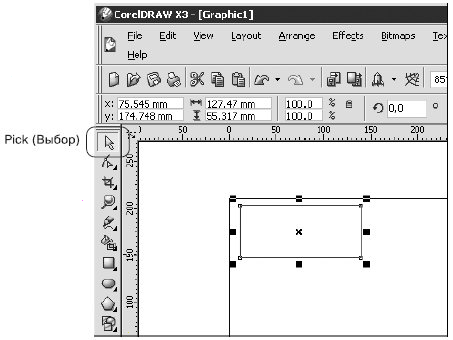 CorelDRAW X3 - [Graphic1]
File Edit View Layout Arrange Effects Bitmaps
Help
x: 75.545 mm 127.47 mm 100.0 % 0,0 °
y: 174.748 mm 55.317 mm 100.0 %
Pick (Выбор)
50 0 50 100 150 200
250
200
150
100